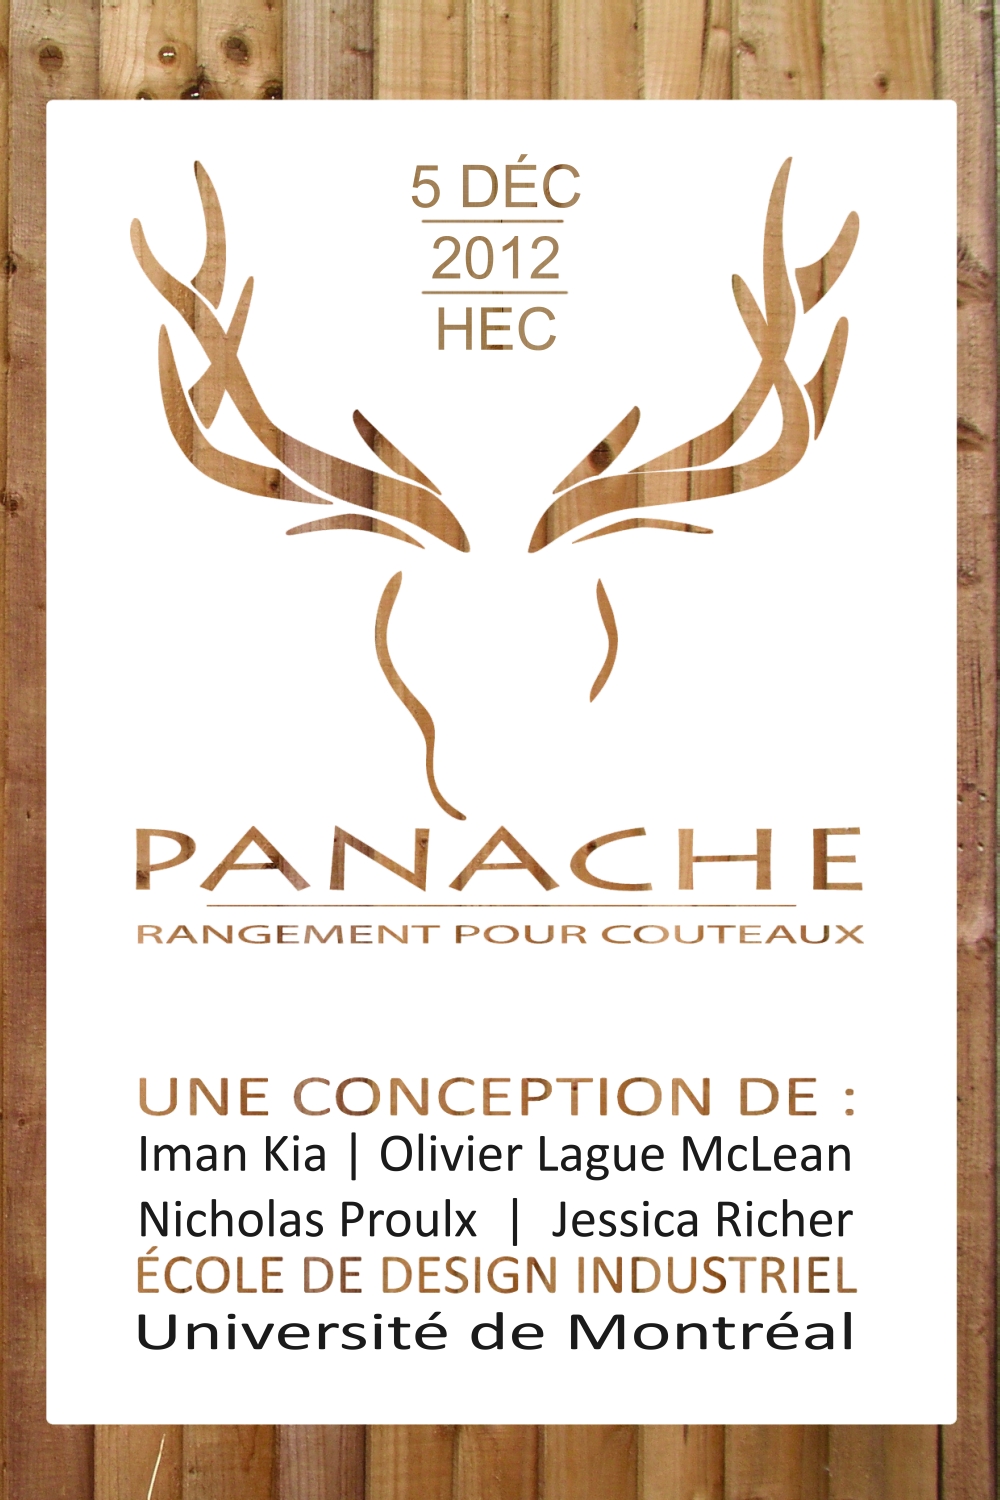 5 DÉC
2012
HEC
PANACHE
RANGEMENT POUR COUTEAUX
UNE CONCEPTION DE :
Iman Kia | Olivier Lague McLean
Nicholas Proulx | Jessica Richer
ÉCOLE DE DESIGN INDUSTRIEL
Université de Montréal